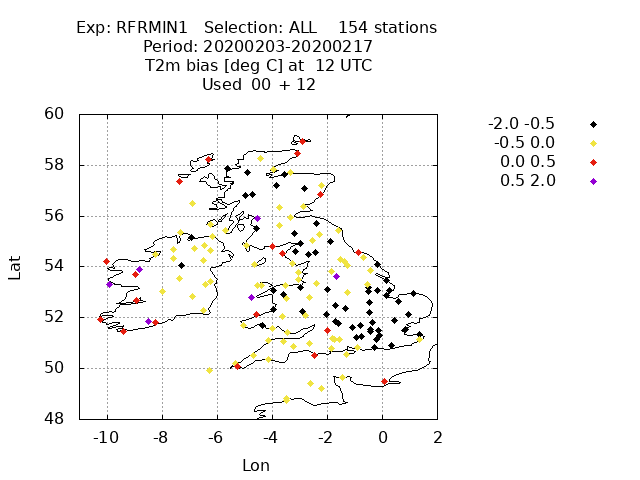 Exp: RFRMIN1 Selection: ALL 154 stations
Period: 20200203-20200217
T2m bias [deg C] at 12 UTC
Used 00 + 12
-2.0 -0.5
-0.5 0.0
0.0 0.5
0.5 2.0
60
58
56
54
52
50
48
Lat
-10 -8 -6 -4 -2 0 2
Lon